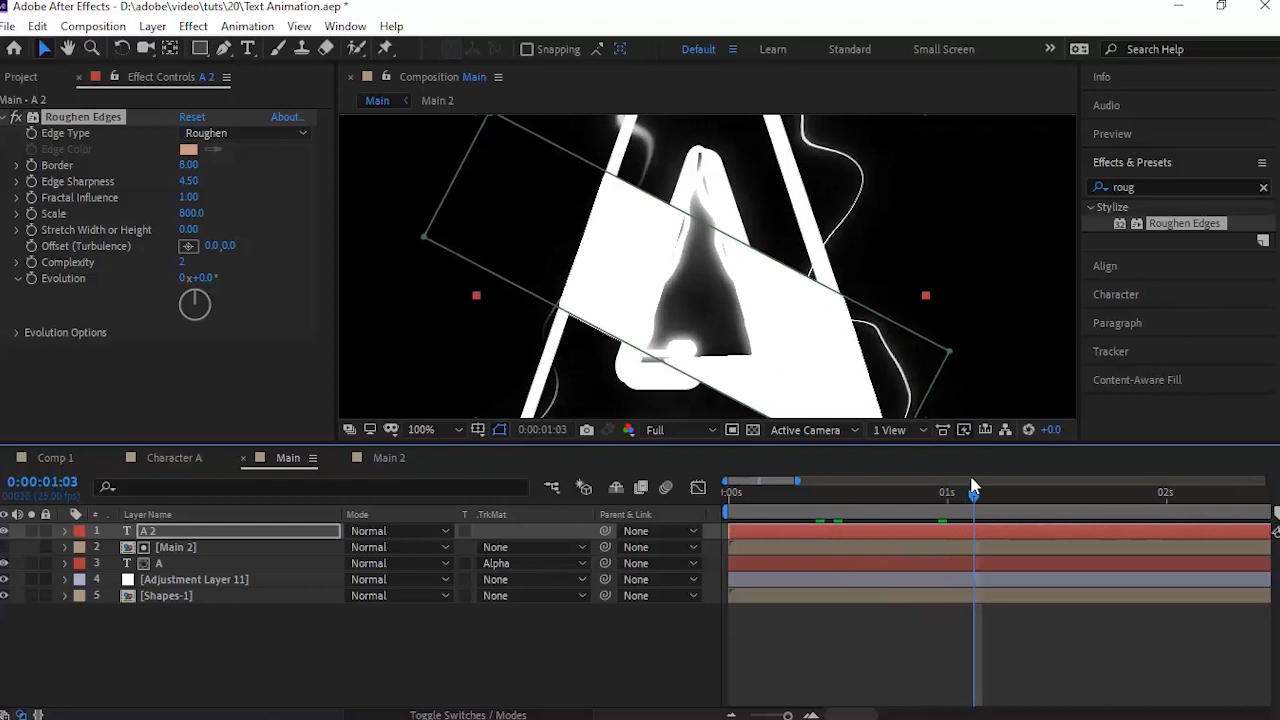 Adobe After Effects - D:\adobe\video\tuts\20\Text Animation.aep *
File Edit Composition Layer Effect Animation View Window Help
Snapping Default Learn Standard Small Screen Search Help
Project Effect Controls A 2 Composition Main Info
Main • A 2 Main Main 2 Audio
fx Roughen Edges Reset About...
Edge Type Roughen Preview
Edge Color
Border 8.00 Effects & Presets
Edge Sharpness 4.50 roug
Fractal Influence 1.00
Scale 800.0 Stylize
Stretch Width or Height 0.00 Roughen Edges
Offset (Turbulence) 0.0,0.0
Complexity 2 Align
Evolution 0 x+0.0°
Character
Evolution Options Paragraph
Tracker
Content-Aware Fill
100% 0:00:01:03 Full Active Camera 1 View +0.0
Comp 1 Character A Main Main 2
0:00:01:03
00028 (25.00 fps) :00s 01s 02s
# Layer Name Mode T .TrkMat Parent & Link
1 T A 2 Normal None
2 [Main 2] Normal None None
3 T A Normal Alpha None
4 [Adjustment Layer 11] Normal None None
5 [Shapes-1] Normal None None
Toggle Switches / Modes